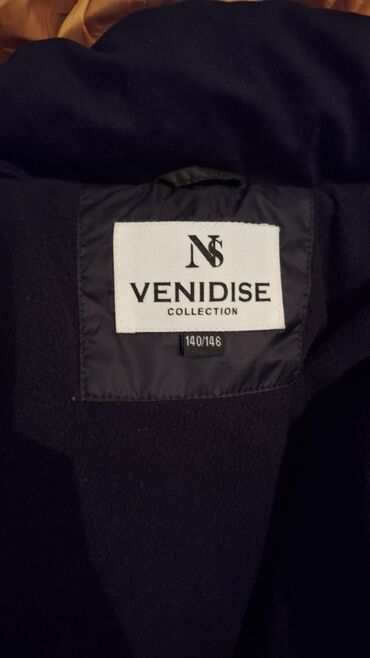 NS
VENIDISE
COLLECTION
140/146